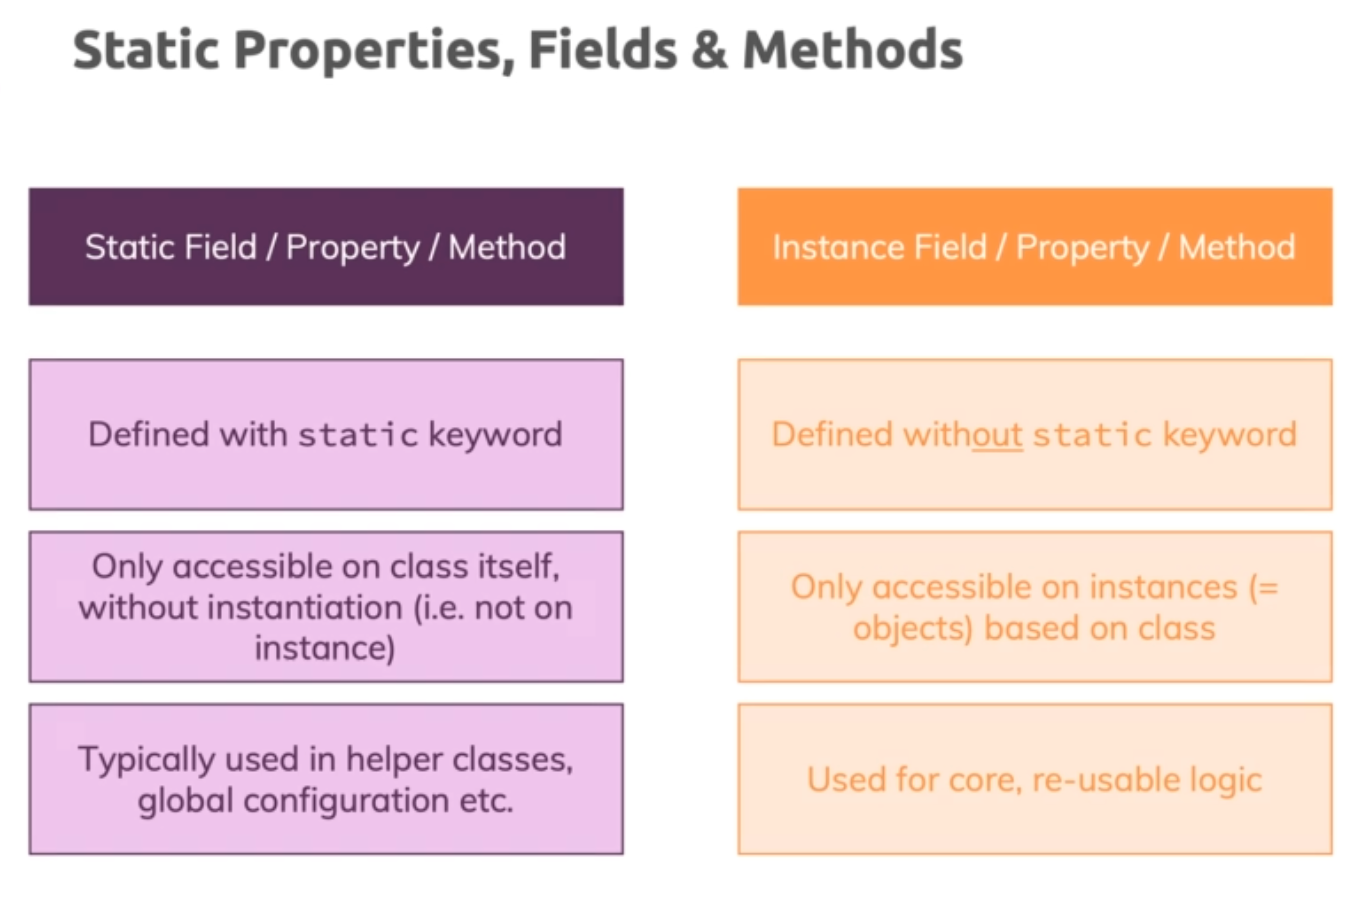 Static Properties, Fields & Methods
Static Field / Property / Method
Instance Field / Property / Method
Defined with static keyword
Defined without static keyword
Only accessible on class itself,
without instantiation (i.e. not on
instance)
Only accessible on instances (=
objects) based on class
Typically used in helper classes,
global configuration etc.
Used for core, re-usable logic